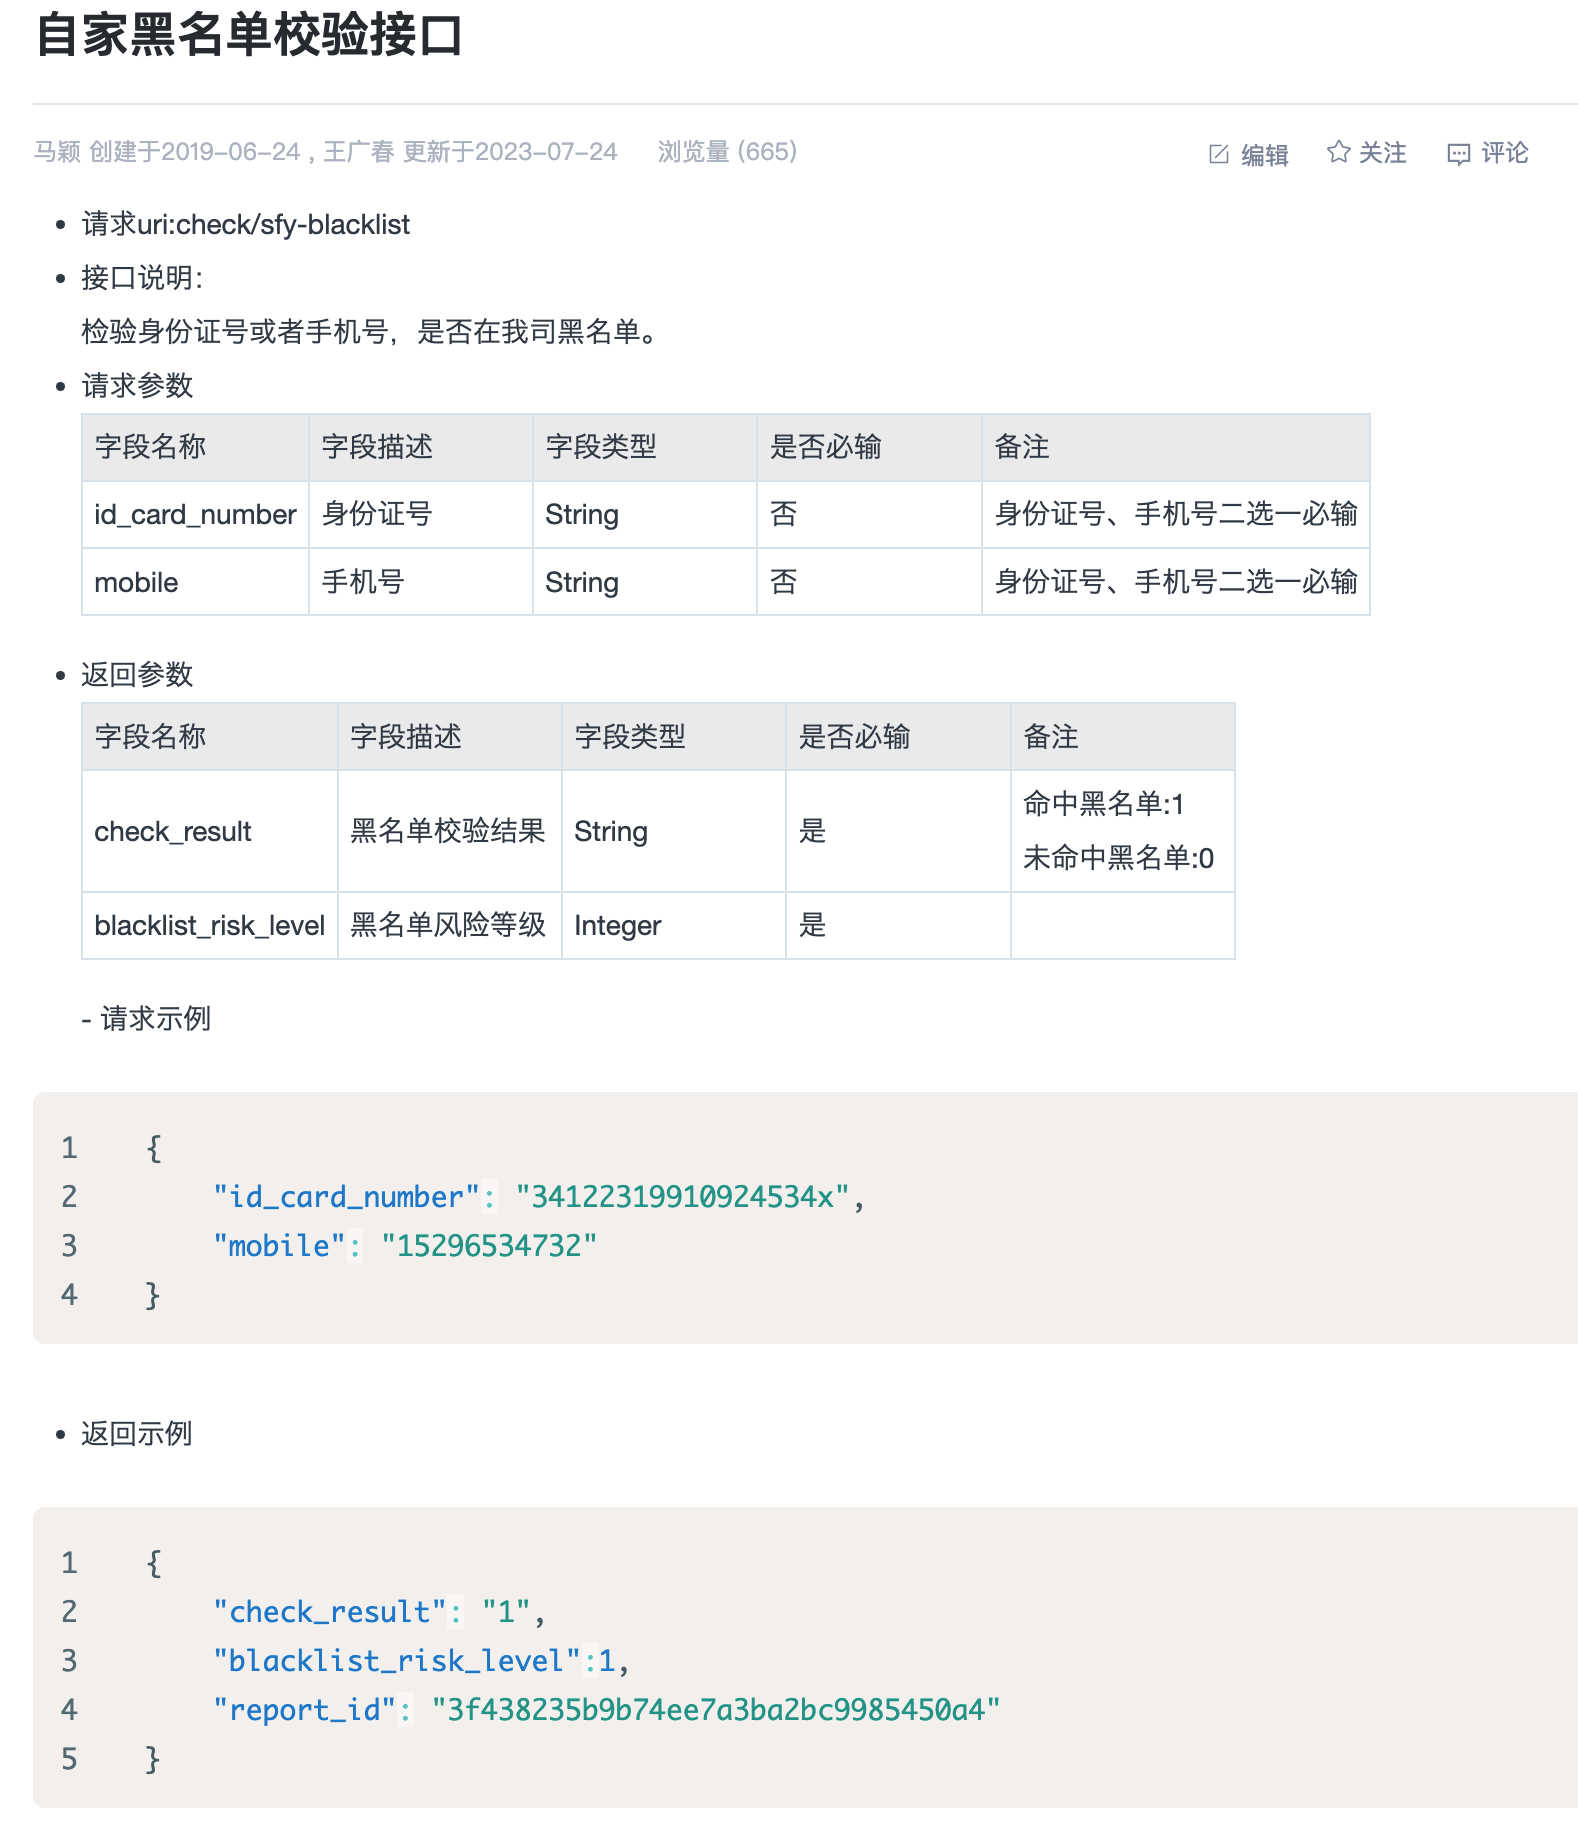 自家黑名单校验接口
马颖 创建于2019-06-24 , 王广春 更新于2023-07-24 浏览量 (665) 编辑 关注 评论
• 请求uri:check/sfy-blacklist
• 接口说明：
检验身份证号或者手机号，是否在我司黑名单。
• 请求参数
字段名称 字段描述 字段类型 是否必输 备注
id_card_number 身份证号 String 否 身份证号、手机号二选一必输
mobile 手机号 String 否 身份证号、手机号二选一必输
• 返回参数
字段名称 字段描述 字段类型 是否必输 备注
check_result 黑名单校验结果 String 是 命中黑名单:1
未命中黑名单:0
blacklist_risk_level 黑名单风险等级 Integer 是
- 请求示例
1 {
2 "id_card_number": "34122319910924534x",
3 "mobile": "15296534732"
4 }
• 返回示例
1 {
2 "check_result": "1",
3 "blacklist_risk_level":1,
4 "report_id": "3f438235b9b74ee7a3ba2bc9985450a4"
5 }